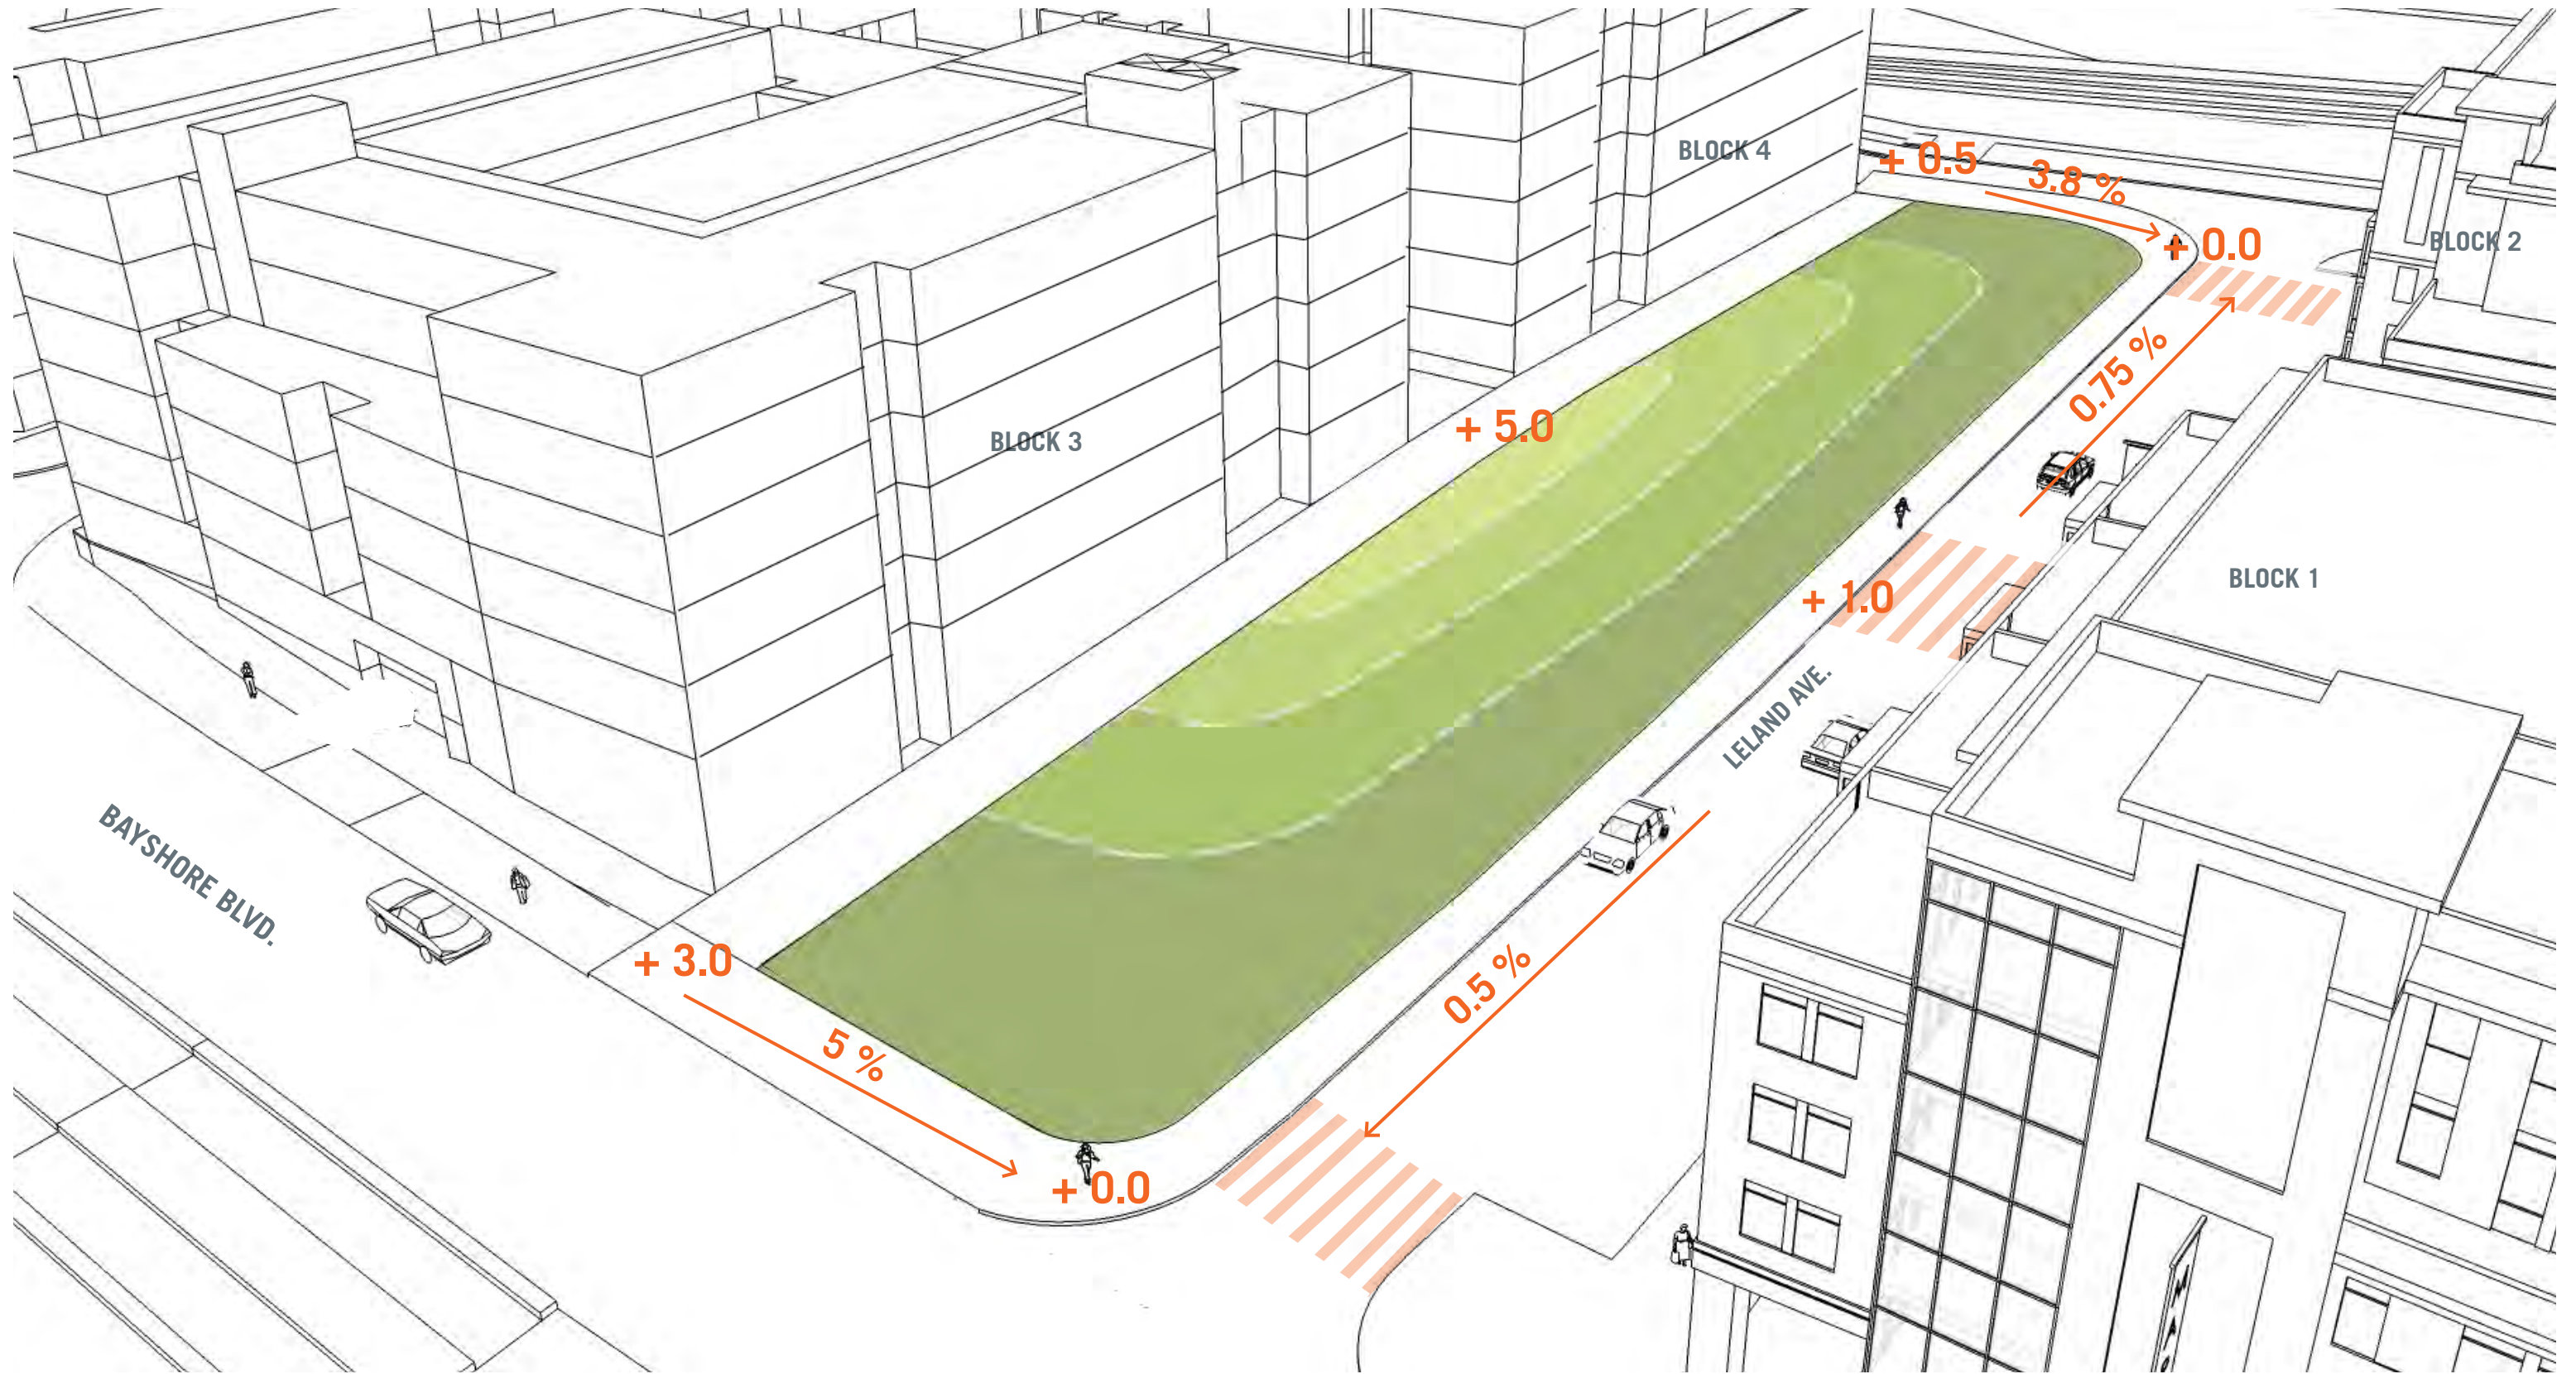 BLOCK 4
+ 0.5
3.8 %
+ 0.0
BLOCK 2
0.75 %
+ 5.0
BLOCK 3
BLOCK 1
+ 1.0
LELAND AVE.
BAYSHORE BLVD.
+ 3.0
0.5 %
5 %
+ 0.0